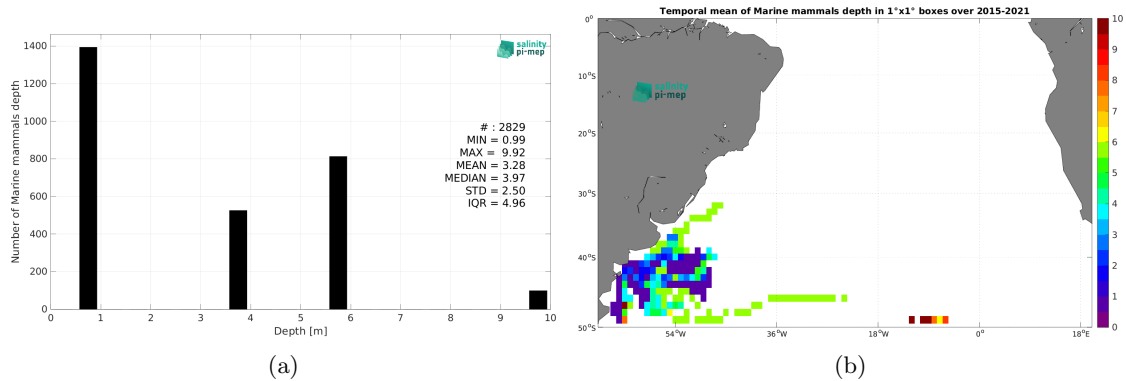 salinity
pi-mep
# : 2829
MIN = 0.99
MAX = 9.92
MEAN = 3.28
MEDIAN = 3.97
STD = 2.50
IQR = 4.96
Number of Marine mammals depth
1400
1200
1000
800
600
400
200
0
0 1 2 3 4 5 6 7 8 9 10
Depth [m]
(a)
Temporal mean of Marine mammals depth in 1°x1° boxes over 2015-2021
salinity
pi-mep
0°
10°S
20°S
30°S
40°S
50°S
54°W 36°W 18°W 0° 18°E
10
9
8
7
6
5
4
3
2
1
0
(b)